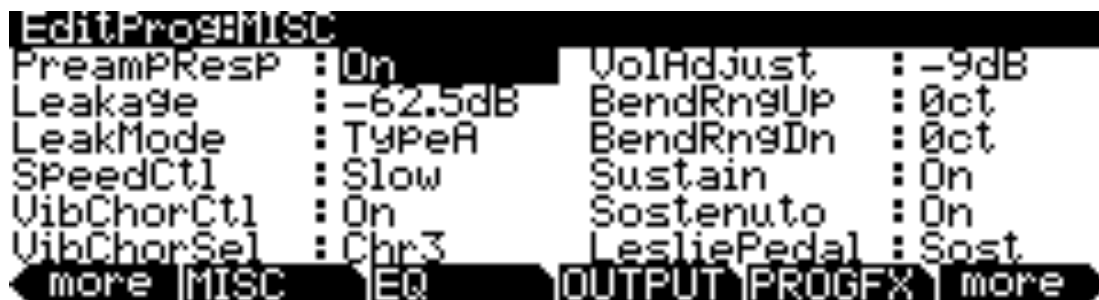 EditProg:MISC
PreampResp :On VolAdjust :-9dB
Leakage :-62.5dB BendRngUp :0ct
LeakMode :TypeA BendRngDn :0ct
SpeedCtl :Slow Sustain :On
VibChorCtl :On Sostenuto :On
VibChorSel :Chr3 LesliePedal :Sost
more MISC EQ OUTPUT PROGFX more